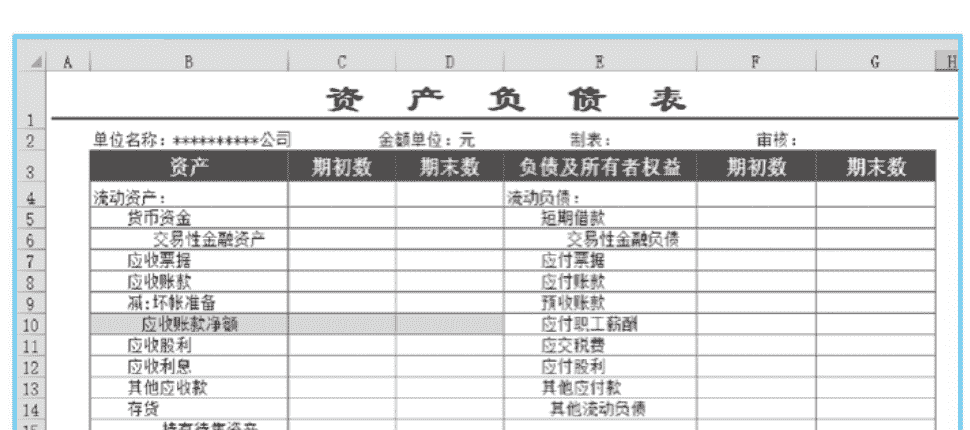 A B C D E F G H
1 资产负债表
2 单位名称：**********公司 金额单位：元 制表： 审核：
3 资产 期初数 期末数 负债及所有者权益 期初数 期末数
4 流动资产： 流动负债：
5 货币资金 短期借款
6 交易性金融资产 交易性金融负债
7 应收票据 应付票据
8 应收账款 应付账款
9 减:坏帐准备 预收账款
10 应收账款净额 应付职工薪酬
11 应收股利 应交税费
12 应收利息 应付股利
13 其他应收款 其他应付款
14 存货 其他流动负债
15 持有待售资产